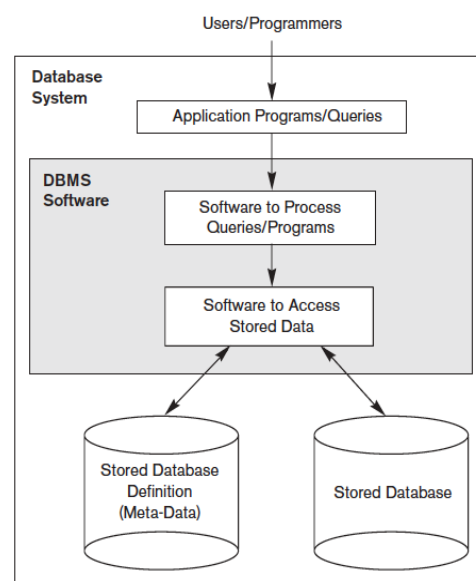 Users/Programmers
Database
System
Application Programs/Queries
DBMS
Software
Software to Process
Queries/Programs
Software to Access
Stored Data
Stored Database
Definition
(Meta-Data)
Stored Database